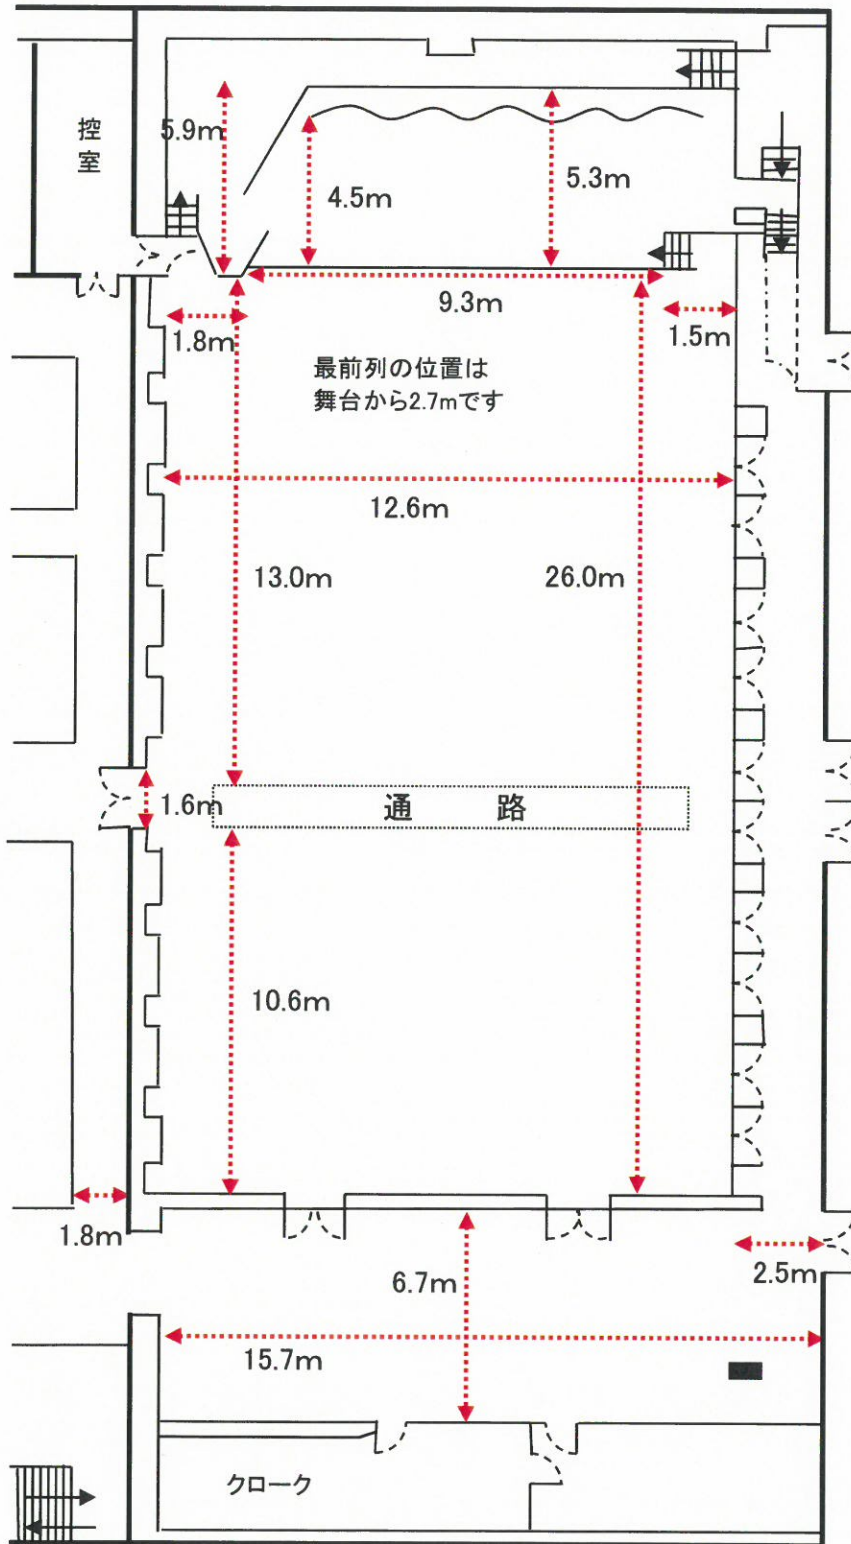 控
室
5.9m
4.5m
5.3m
9.3m
1.8m
1.5m
最前列の位置は
舞台から2.7mです
12.6m
13.0m
26.0m
1.6m
通 路
10.6m
1.8m
6.7m
2.5m
15.7m
クローク